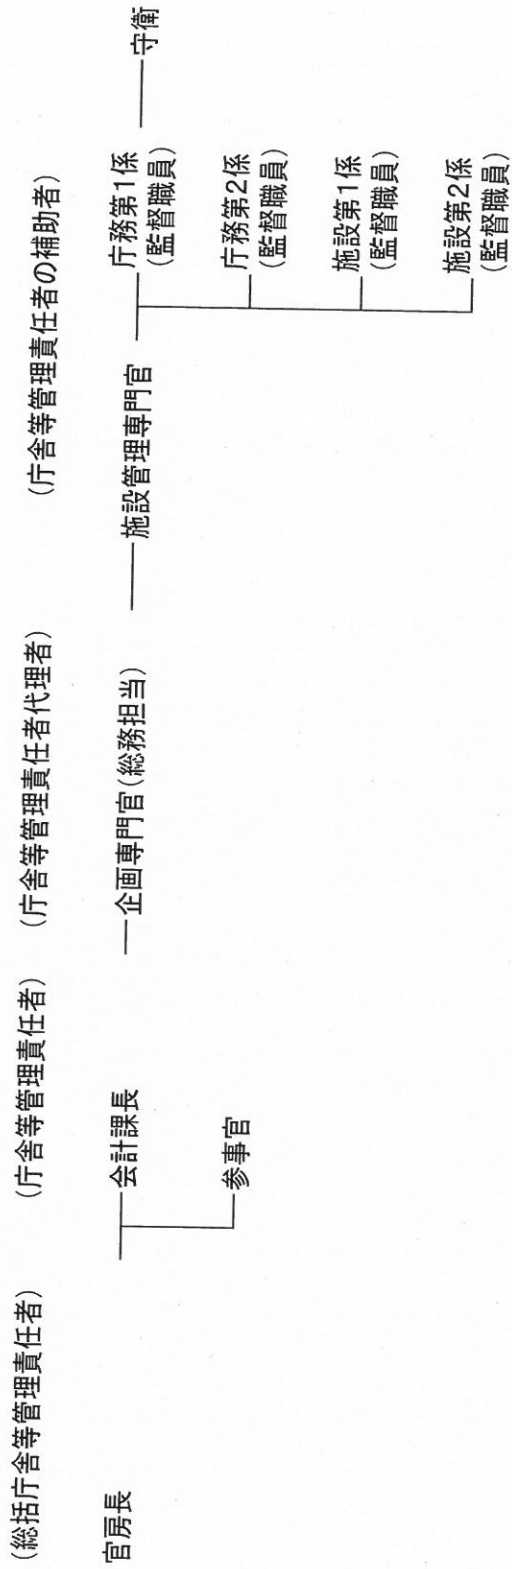 (総括庁舎等管理責任者)
(庁舎等管理責任者)
(庁舎等管理責任者代理者)
(庁舎等管理責任者の補助者)
官房長
会計課長
企画専門官(総務担当)
施設管理専門官
庁務第1係
(監督職員)
守衛
参事官
庁務第2係
(監督職員)
施設第1係
(監督職員)
施設第2係
(監督職員)